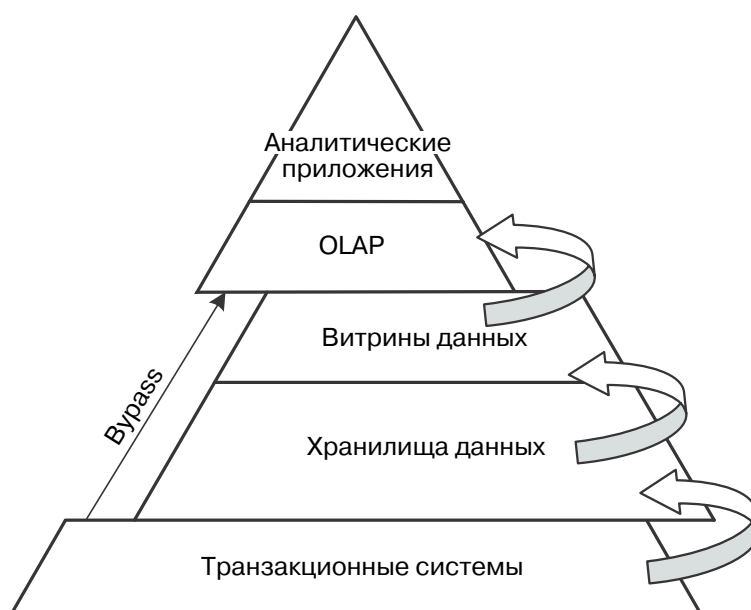 Аналитические
приложения
OLAP
Витрины данных
Bypass
Хранилища данных
Транзакционные системы